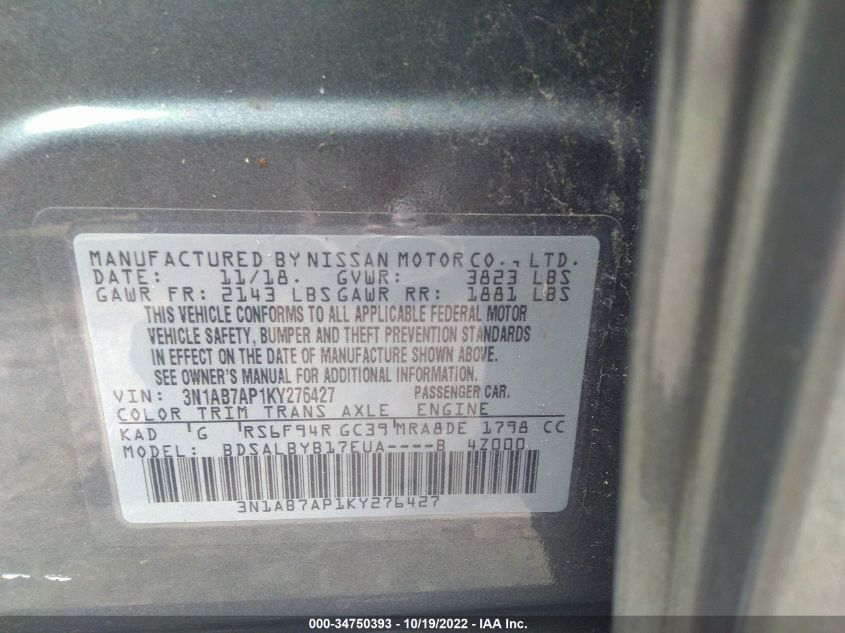 MANUFACTURED BY NISSAN MOTOR CO., LTD.
DATE: 11/18. GVWR: 3823 LBS
GAWR FR: 2143 LBS GAWR RR: 1881 LBS
THIS VEHICLE CONFORMS TO ALL APPLICABLE FEDERAL MOTOR
VEHICLE SAFETY, BUMPER AND THEFT PREVENTION STANDARDS
IN EFFECT ON THE DATE OF MANUFACTURE SHOWN ABOVE.
SEE OWNER'S MANUAL FOR ADDITIONAL INFORMATION.
VIN: 3N1AB7AP1KY276427 PASSENGER CAR.
COLOR TRIM TRANS AXLE ENGINE
KAD G RS6F94R GC39 MRA8DE 1798 CC
MODEL: BDSALBYB17EUA----B 4Z000
3N1AB7AP1KY276427
000-34750393 - 10/19/2022 - IAA Inc.